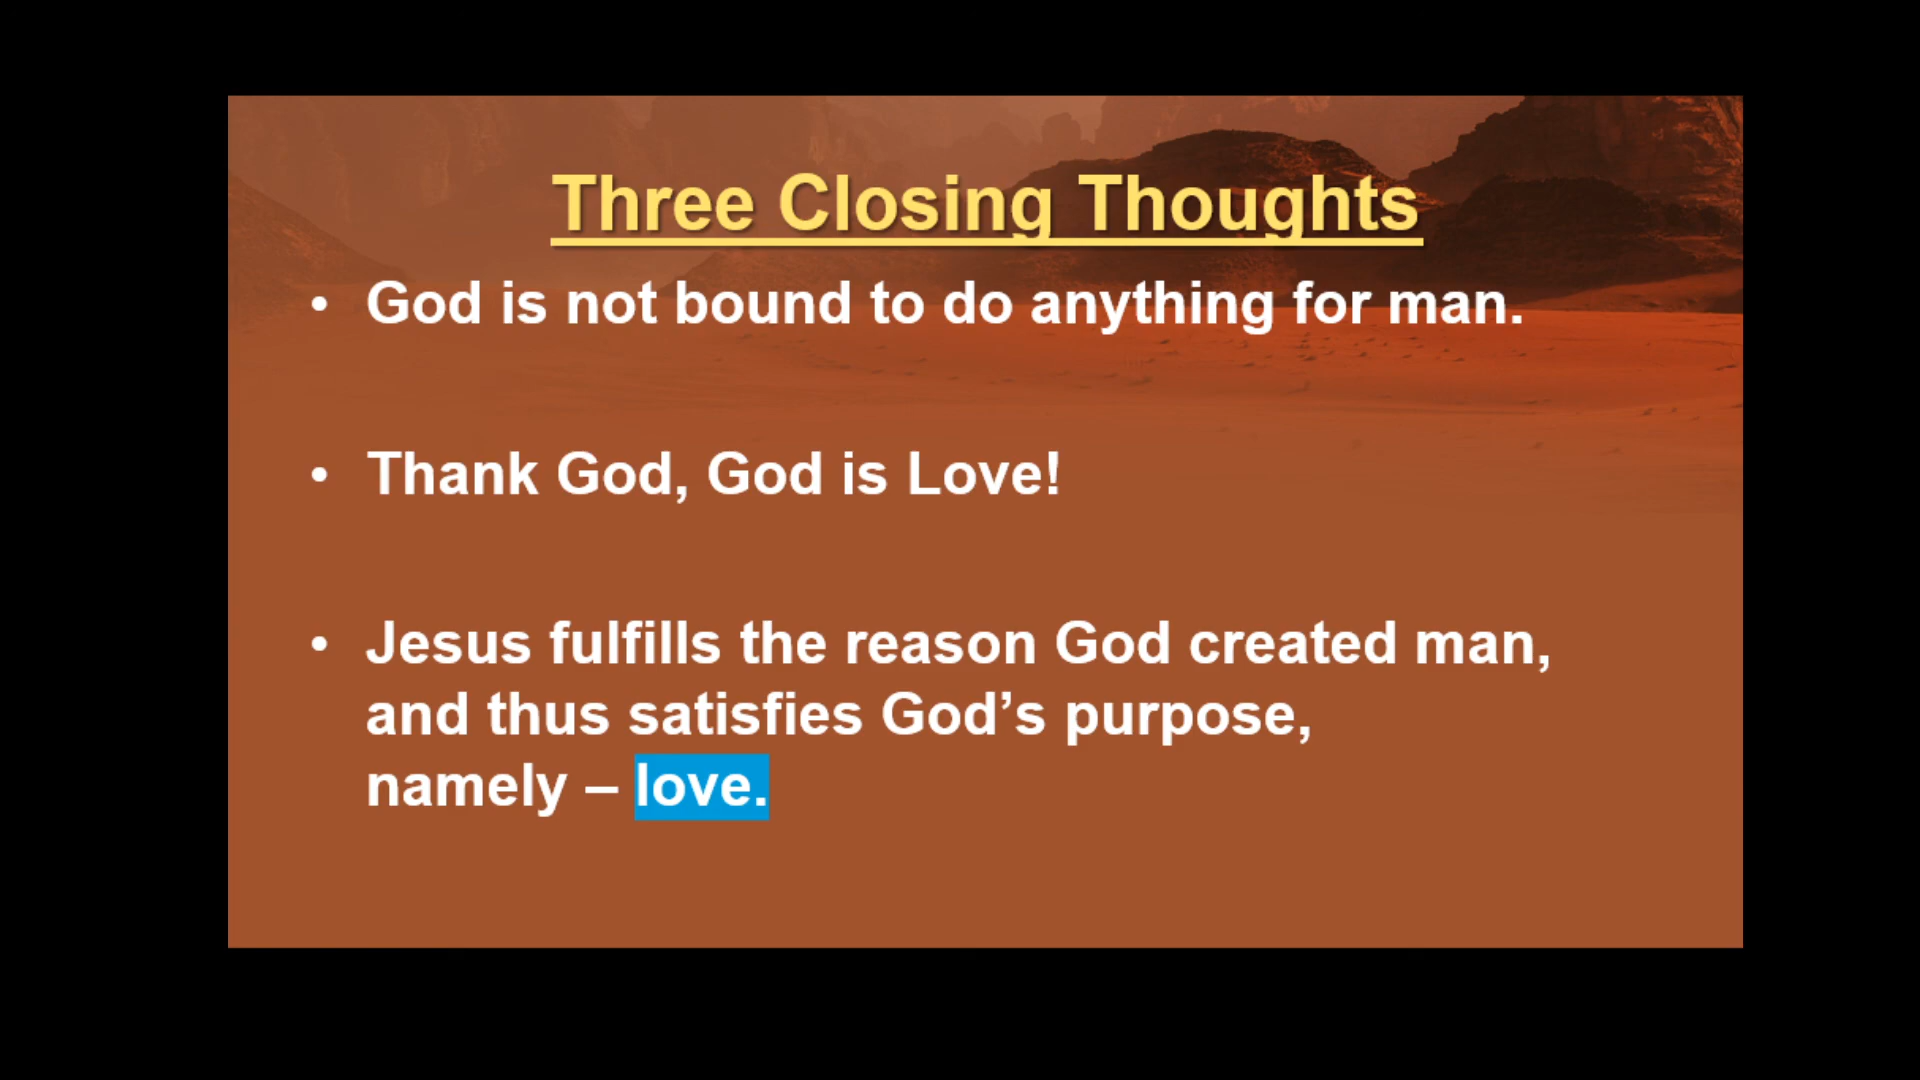 Three Closing Thoughts
• God is not bound to do anything for man.
• Thank God, God is Love!
• Jesus fulfills the reason God created man,
and thus satisfies God’s purpose,
namely – love.